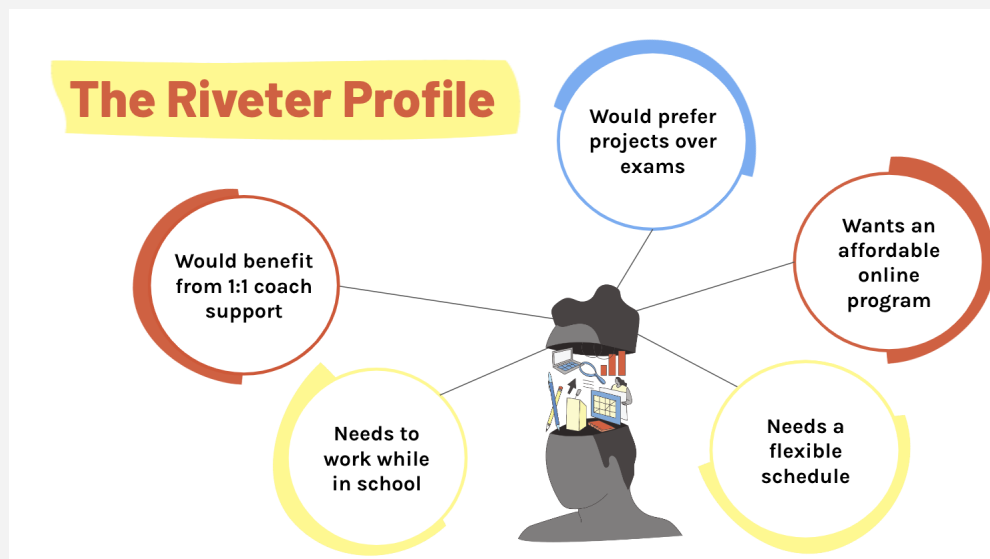 The Riveter Profile
Would prefer
projects over
exams
Wants an
affordable
online
program
Would benefit
from 1:1 coach
support
Needs to
work while
in school
Needs a
flexible
schedule